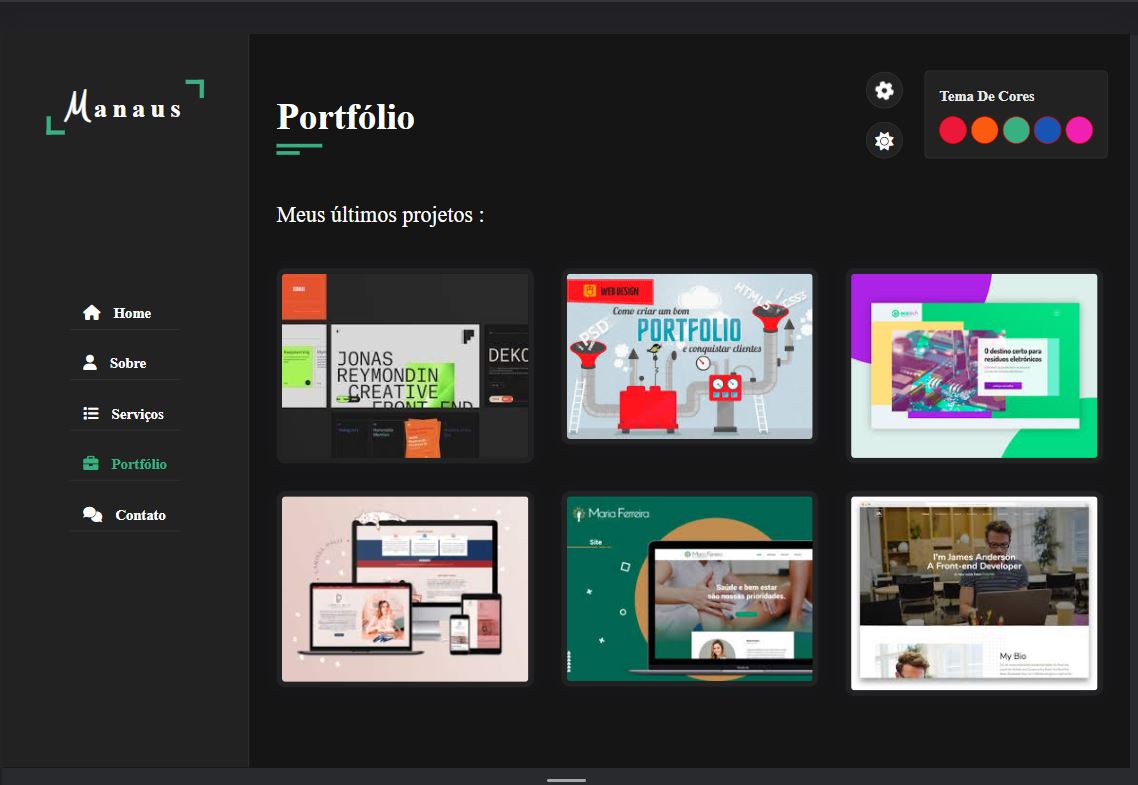 Manaus
Home
Sobre
Serviços
Portfólio
Contato
Portfólio
Tema De Cores
Meus últimos projetos :
JONAS
REYMONDIN
CREATIVE
FRONT-END
DEKO
WEB DESIGN
Como criar um bom
PORTFOLIO
e conquistar clientes
PSD
HTML5
CSS3
O destino certo para
resíduos eletrônicos
Maria Ferreira
Site
Maria Ferreira
Saúde e bem estar
são nossas prioridades.
I'm James Anderson
A Front-end Developer
My Bio